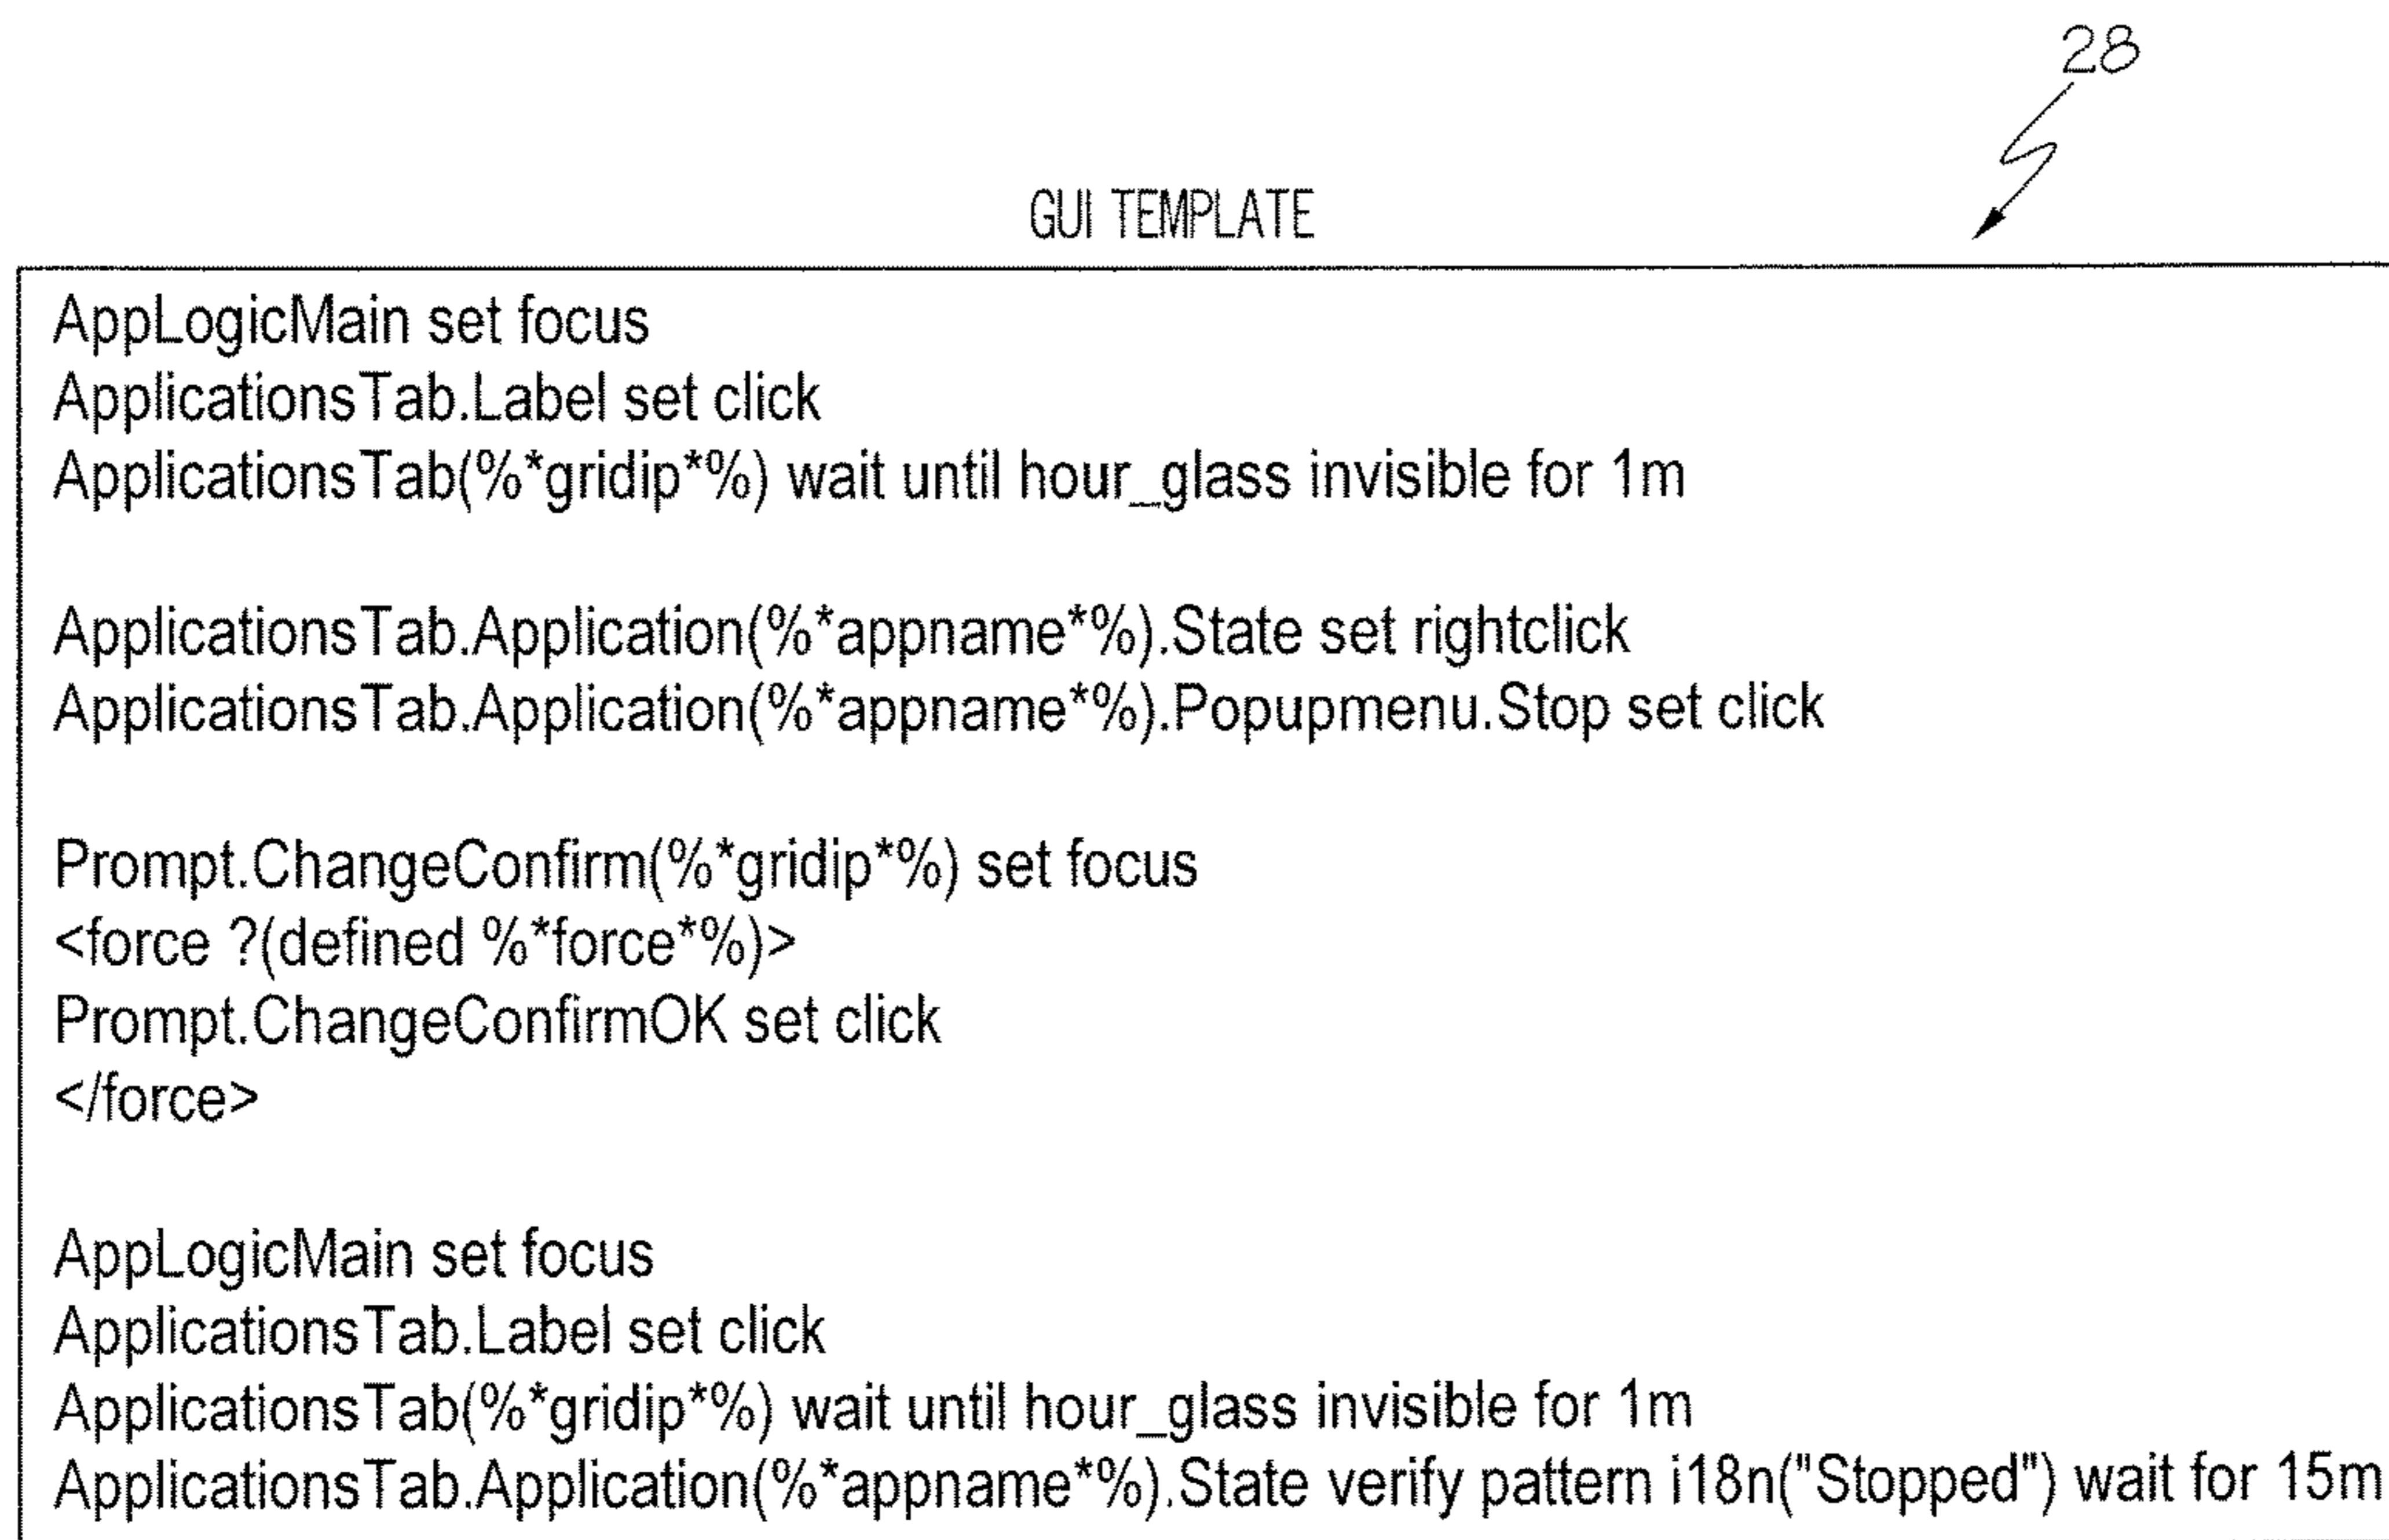 28
GUI TEMPLATE
AppLogicMain set focus
ApplicationsTab.Label set click
ApplicationsTab(%*gridip*%) wait until hour_glass invisible for 1m
ApplicationsTab.Application(%*appname*%).State set rightclick
ApplicationsTab.Application(%*appname*%).Popupmenu.Stop set click
Prompt.ChangeConfirm(%*gridip*%) set focus
<force ?(defined %*force*%)>
Prompt.ChangeConfirmOK set click
</force>
AppLogicMain set focus
ApplicationsTab.Label set click
ApplicationsTab(%*gridip*%) wait until hour_glass invisible for 1m
ApplicationsTab.Application(%*appname*%).State verify pattern i18n("Stopped") wait for 15m